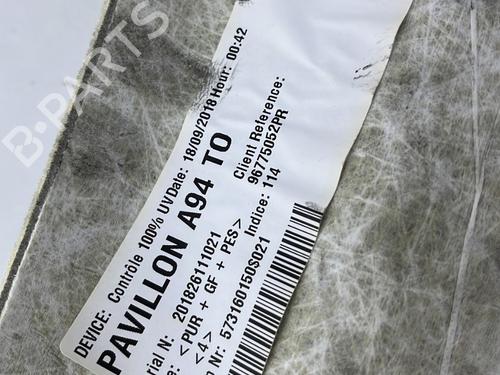 B-PARTS
DEVICE: Contrôle 100% UV Date: 18/09/2018 Hour: 00:42
PAVILLON A94 TO
rial N: 201826111021 Client Reference:
e: <PUR + GF + PES> 96775052PR
<4> Indice: 114
n Nr: 573160150S021